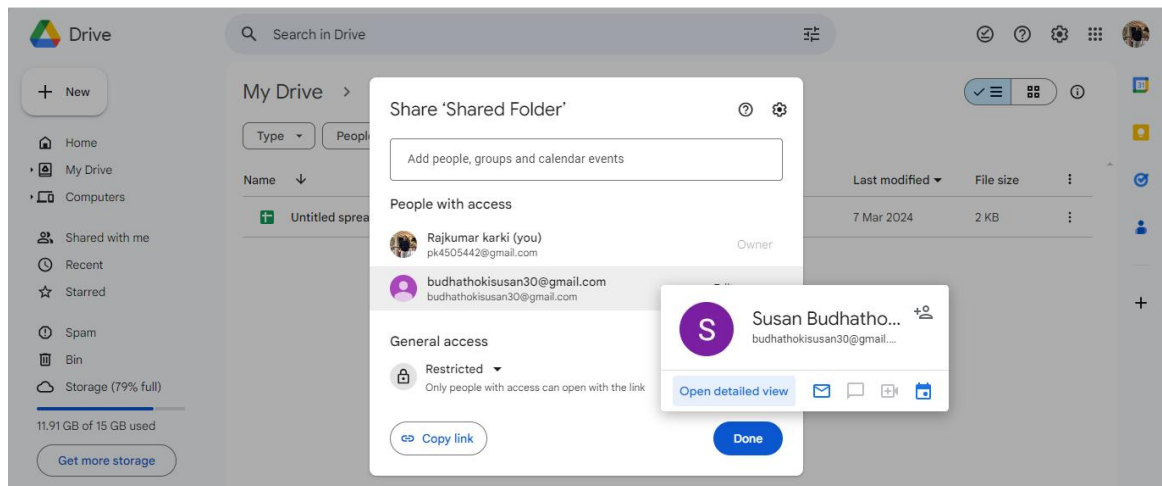 Drive
Search in Drive
New
Home
My Drive
Computers
Shared with me
Recent
Starred
Spam
Bin
Storage (79% full)
11.91 GB of 15 GB used
Get more storage
My Drive
Type
Name
Untitled sprea
Last modified
File size
7 Mar 2024
2 KB
31
Share ‘Shared Folder’
Add people, groups and calendar events
People with access
Rajkumar karki (you)
pk4505442@gmail.com
Owner
budhathokisusan30@gmail.com
budhathokisusan30@gmail.com
General access
Restricted
Only people with access can open with the link
Copy link
Done
S
Susan Budhatho...
budhathokisusan30@gmail....
Open detailed view